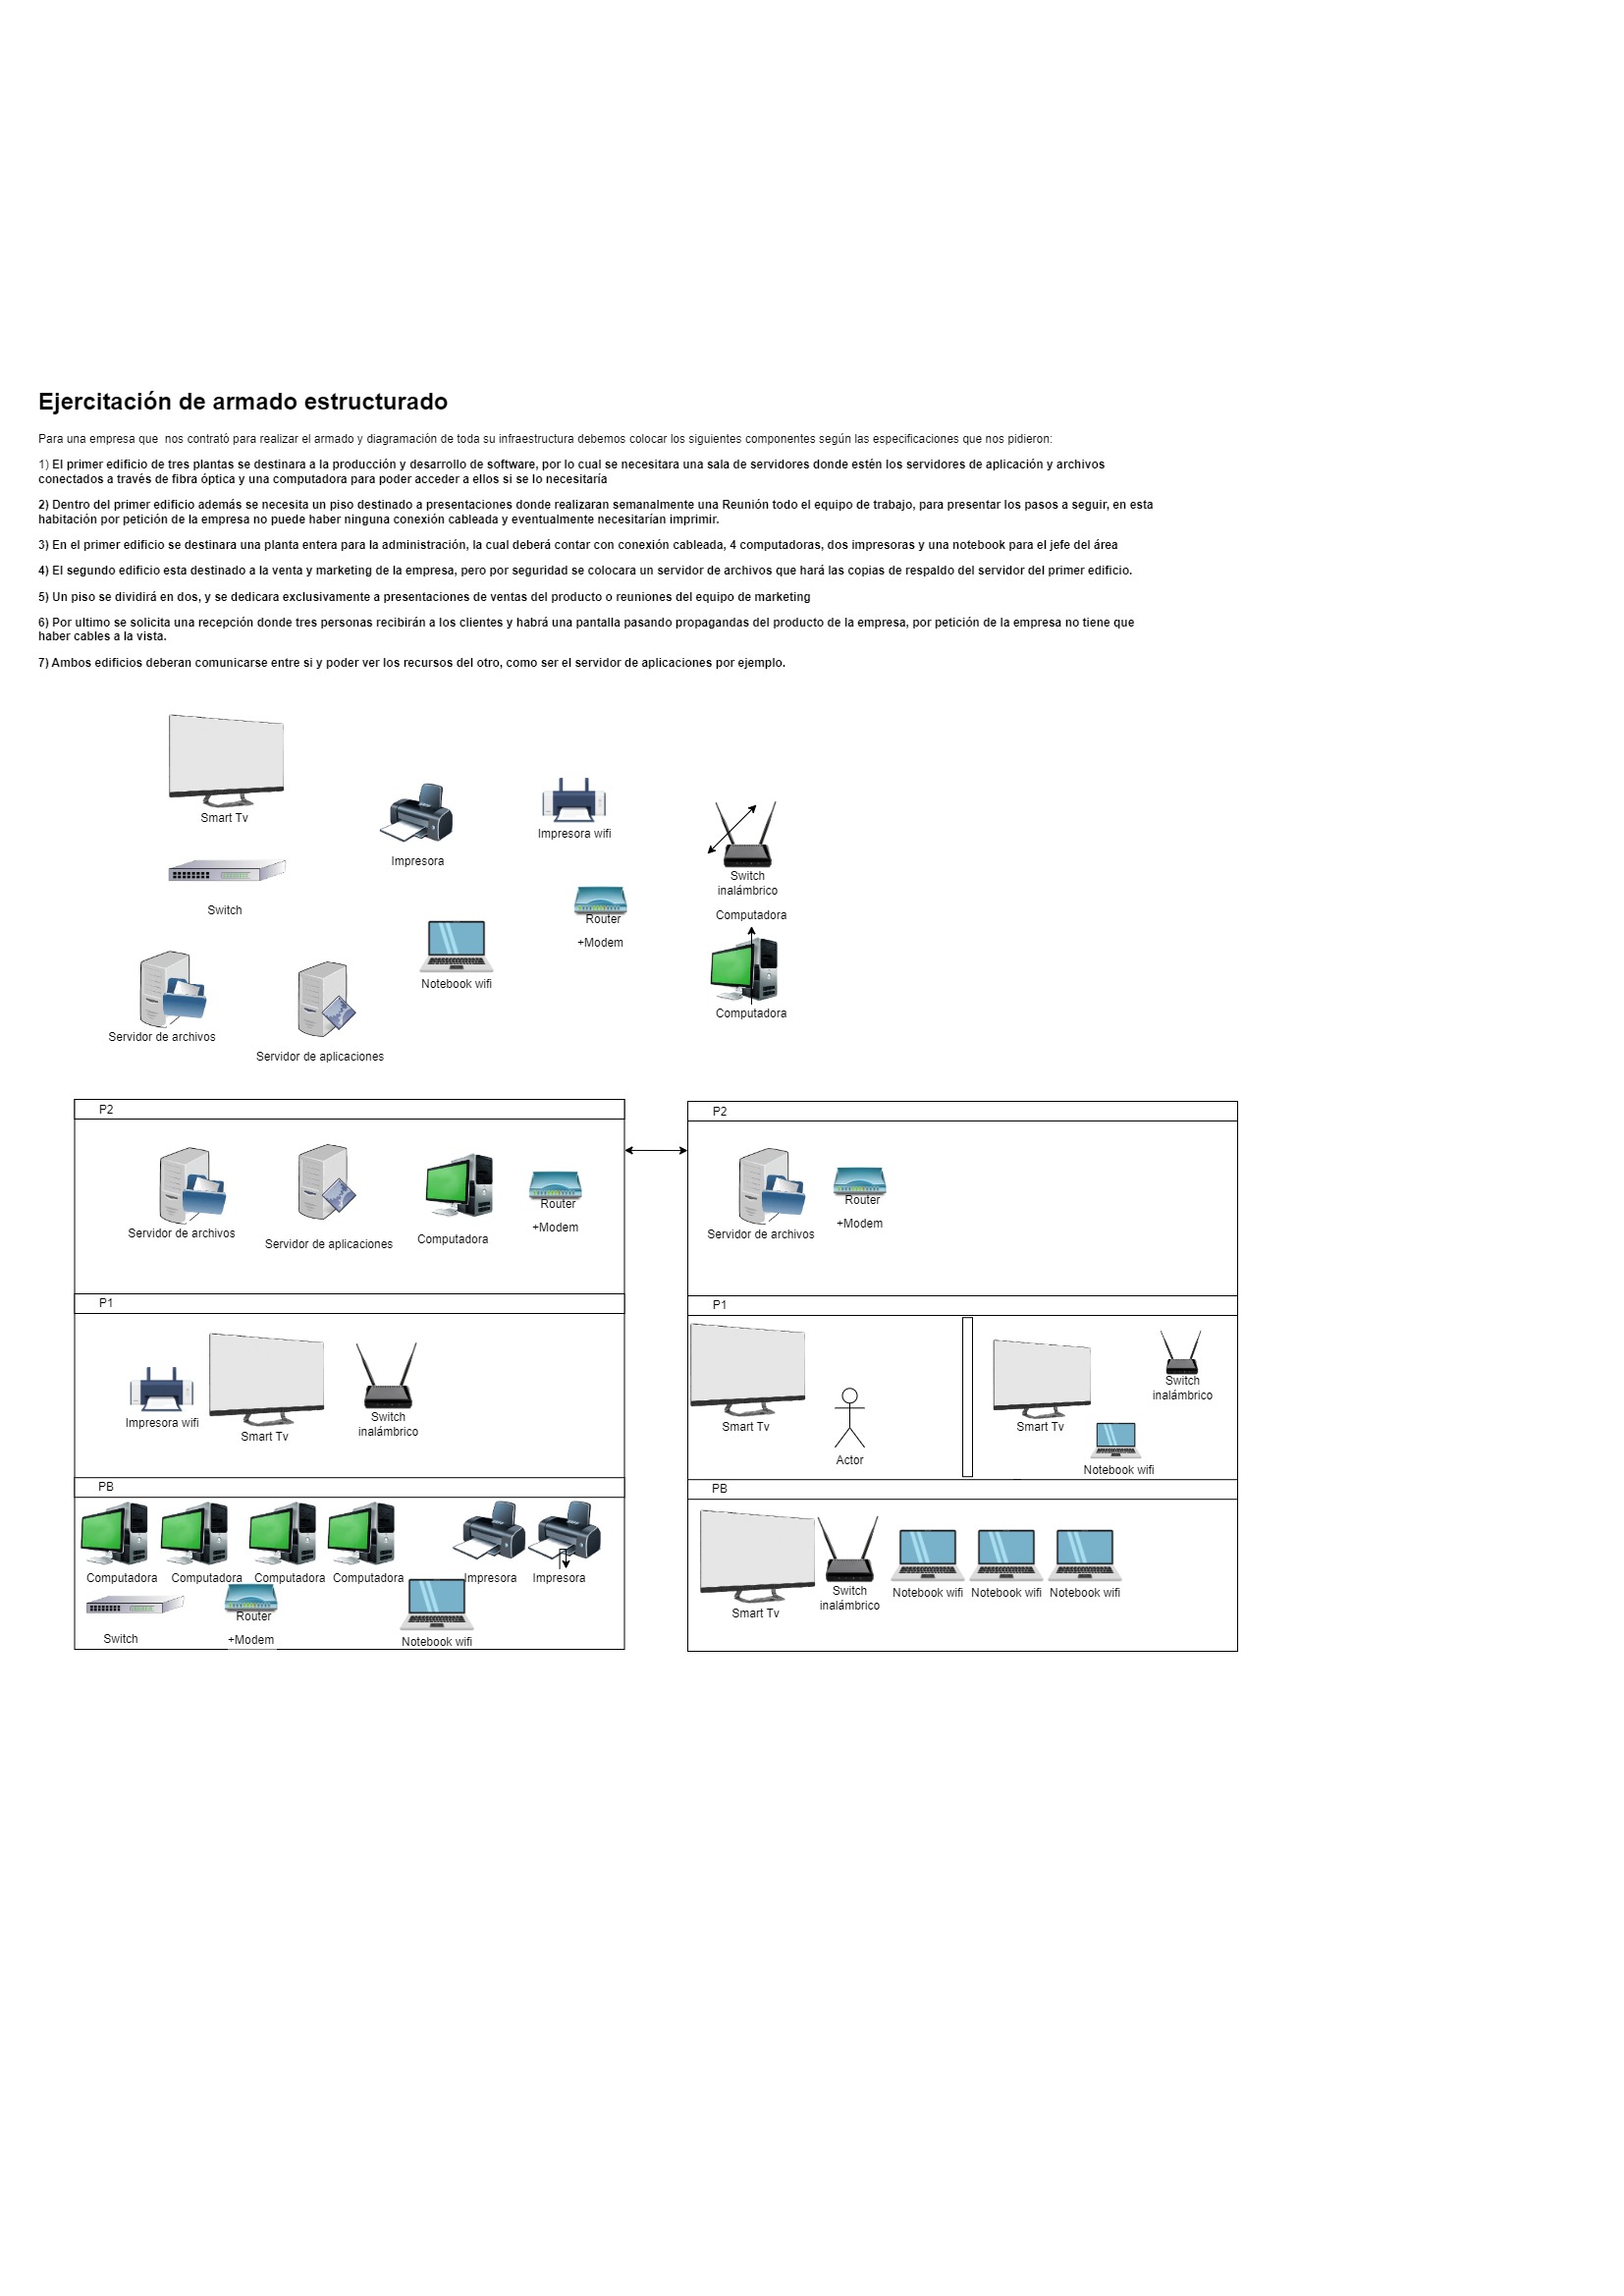 Ejercitación de armado estructurado
Para una empresa que  nos contrató para realizar el armado y diagramación de toda su infraestructura debemos colocar los siguientes componentes según las especificaciones que nos pidieron:
1) El primer edificio de tres plantas se destinara a la producción y desarrollo de software, por lo cual se necesitara una sala de servidores donde estén los servidores de aplicación y archivos
conectados a través de fibra óptica y una computadora para poder acceder a ellos si se lo necesitaría
2) Dentro del primer edificio además se necesita un piso destinado a presentaciones donde realizaran semanalmente una Reunión todo el equipo de trabajo, para presentar los pasos a seguir, en esta
habitación por petición de la empresa no puede haber ninguna conexión cableada y eventualmente necesitarían imprimir.
3) En el primer edificio se destinara una planta entera para la administración, la cual deberá contar con conexión cableada, 4 computadoras, dos impresoras y una notebook para el jefe del área
4) El segundo edificio esta destinado a la venta y marketing de la empresa, pero por seguridad se colocara un servidor de archivos que hará las copias de respaldo del servidor del primer edificio.
5) Un piso se dividirá en dos, y se dedicara exclusivamente a presentaciones de ventas del producto o reuniones del equipo de marketing
6) Por ultimo se solicita una recepción donde tres personas recibirán a los clientes y habrá una pantalla pasando propagandas del producto de la empresa, por petición de la empresa no tiene que
haber cables a la vista.
7) Ambos edificios deberan comunicarse entre si y poder ver los recursos del otro, como ser el servidor de aplicaciones por ejemplo.
Smart Tv
Impresora
Impresora wifi
Switch
inalámbrico
Switch
Router
+Modem
Computadora
Notebook wifi
Computadora
Servidor de archivos
Servidor de aplicaciones
P2
Servidor de archivos
Servidor de aplicaciones
Computadora
Router
+Modem
P1
Impresora wifi
Smart Tv
Switch
inalámbrico
PB
Computadora
Computadora
Computadora
Computadora
Impresora
Impresora
Switch
Router
+Modem
Notebook wifi
P2
Servidor de archivos
Router
+Modem
P1
Smart Tv
Actor
Smart Tv
Switch
inalámbrico
Notebook wifi
PB
Smart Tv
Switch
inalámbrico
Notebook wifi
Notebook wifi
Notebook wifi